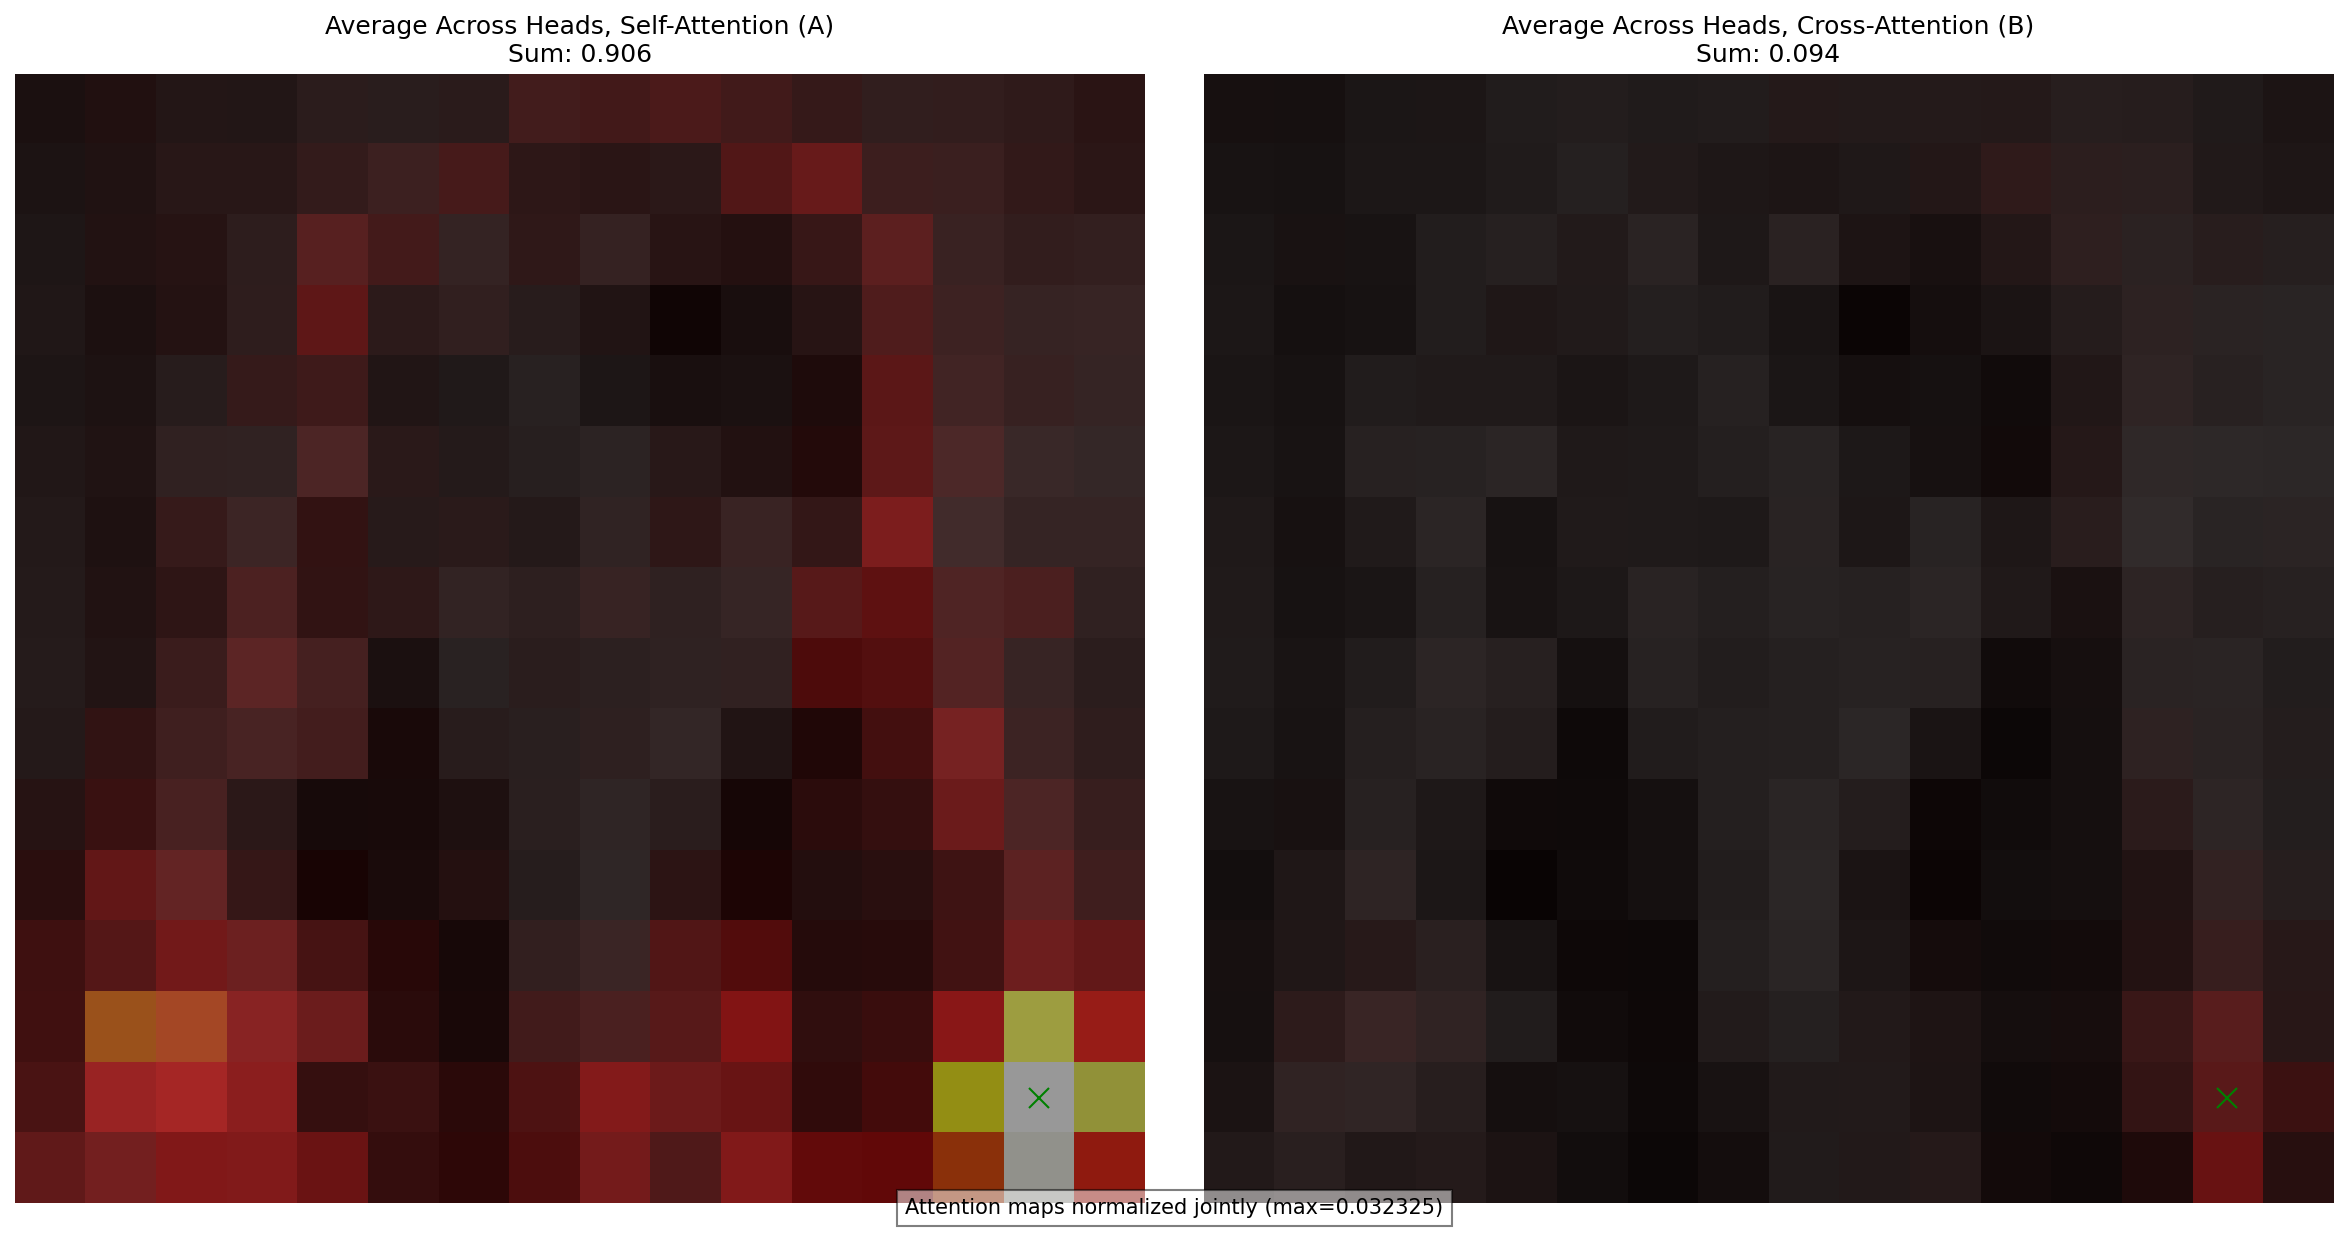 Average Across Heads, Self-Attention (A)
Sum: 0.906
Average Across Heads, Cross-Attention (B)
Sum: 0.094
Attention maps normalized jointly (max=0.032325)